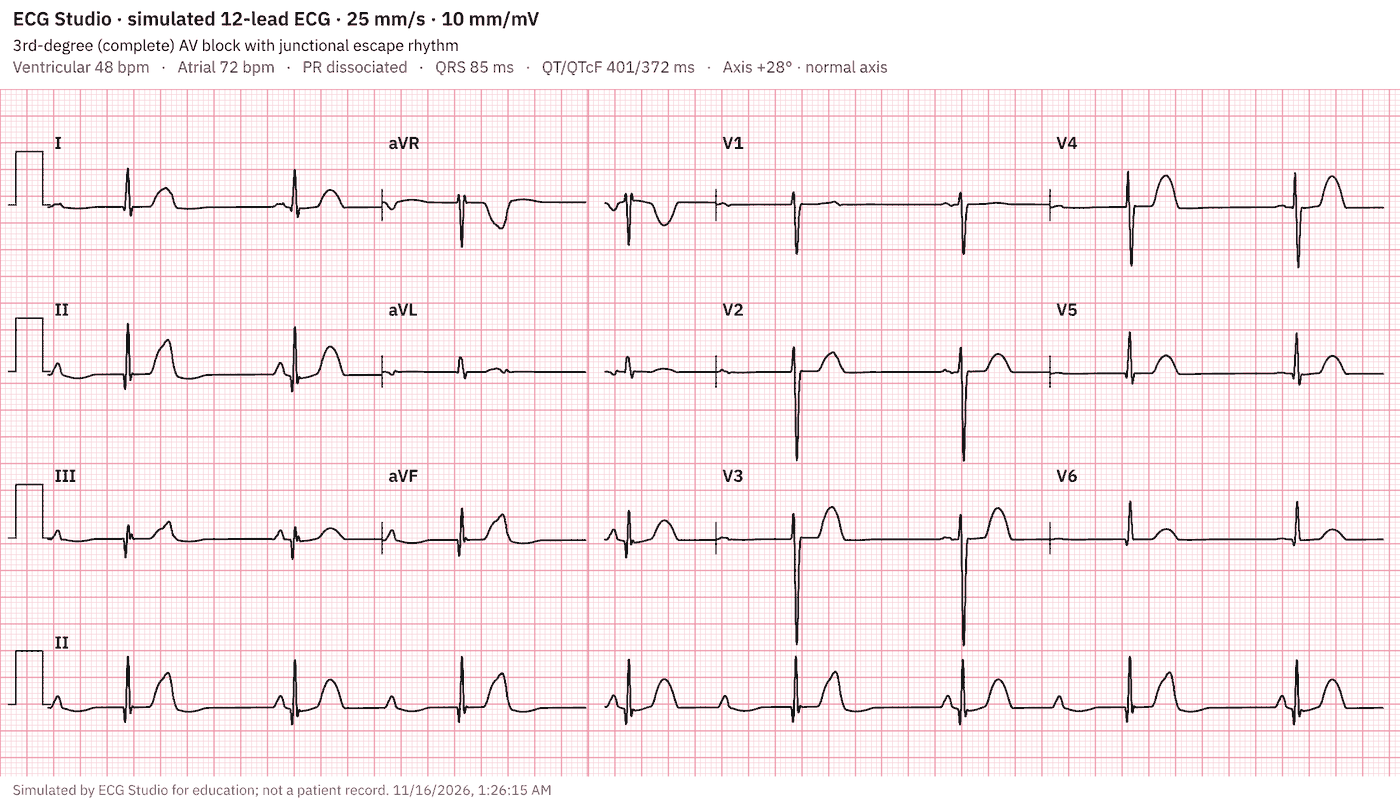 ECG Studio · simulated 12-lead ECG · 25 mm/s · 10 mm/mV
3rd-degree (complete) AV block with junctional escape rhythm
Ventricular 48 bpm · Atrial 72 bpm · PR dissociated · QRS 85 ms · QT/QTcF 401/372 ms · Axis +28° · normal axis
I aVR V1 V4
II aVL V2 V5
III aVF V3 V6
II
Simulated by ECG Studio for education; not a patient record. 11/16/2026, 1:26:15 AM